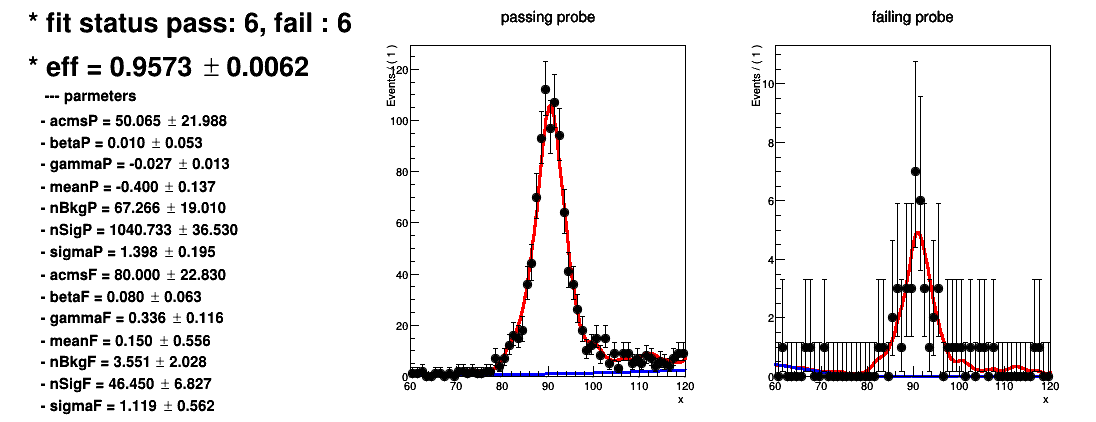 * fit status pass: 6, fail : 6
* eff = 0.9573 ± 0.0062
--- parmeters
- acmsP = 50.065 ± 21.988
- betaP = 0.010 ± 0.053
- gammaP = -0.027 ± 0.013
- meanP = -0.400 ± 0.137
- nBkgP = 67.266 ± 19.010
- nSigP = 1040.733 ± 36.530
- sigmaP = 1.398 ± 0.195
- acmsF = 80.000 ± 22.830
- betaF = 0.080 ± 0.063
- gammaF = 0.336 ± 0.116
- meanF = 0.150 ± 0.556
- nBkgF = 3.551 ± 2.028
- nSigF = 46.450 ± 6.827
- sigmaF = 1.119 ± 0.562
passing probe
Events / ( 1 )
120
100
80
60
40
20
0
60 70 80 90 100 110 120
x
failing probe
Events / ( 1 )
10
8
6
4
2
0
60 70 80 90 100 110 120
x